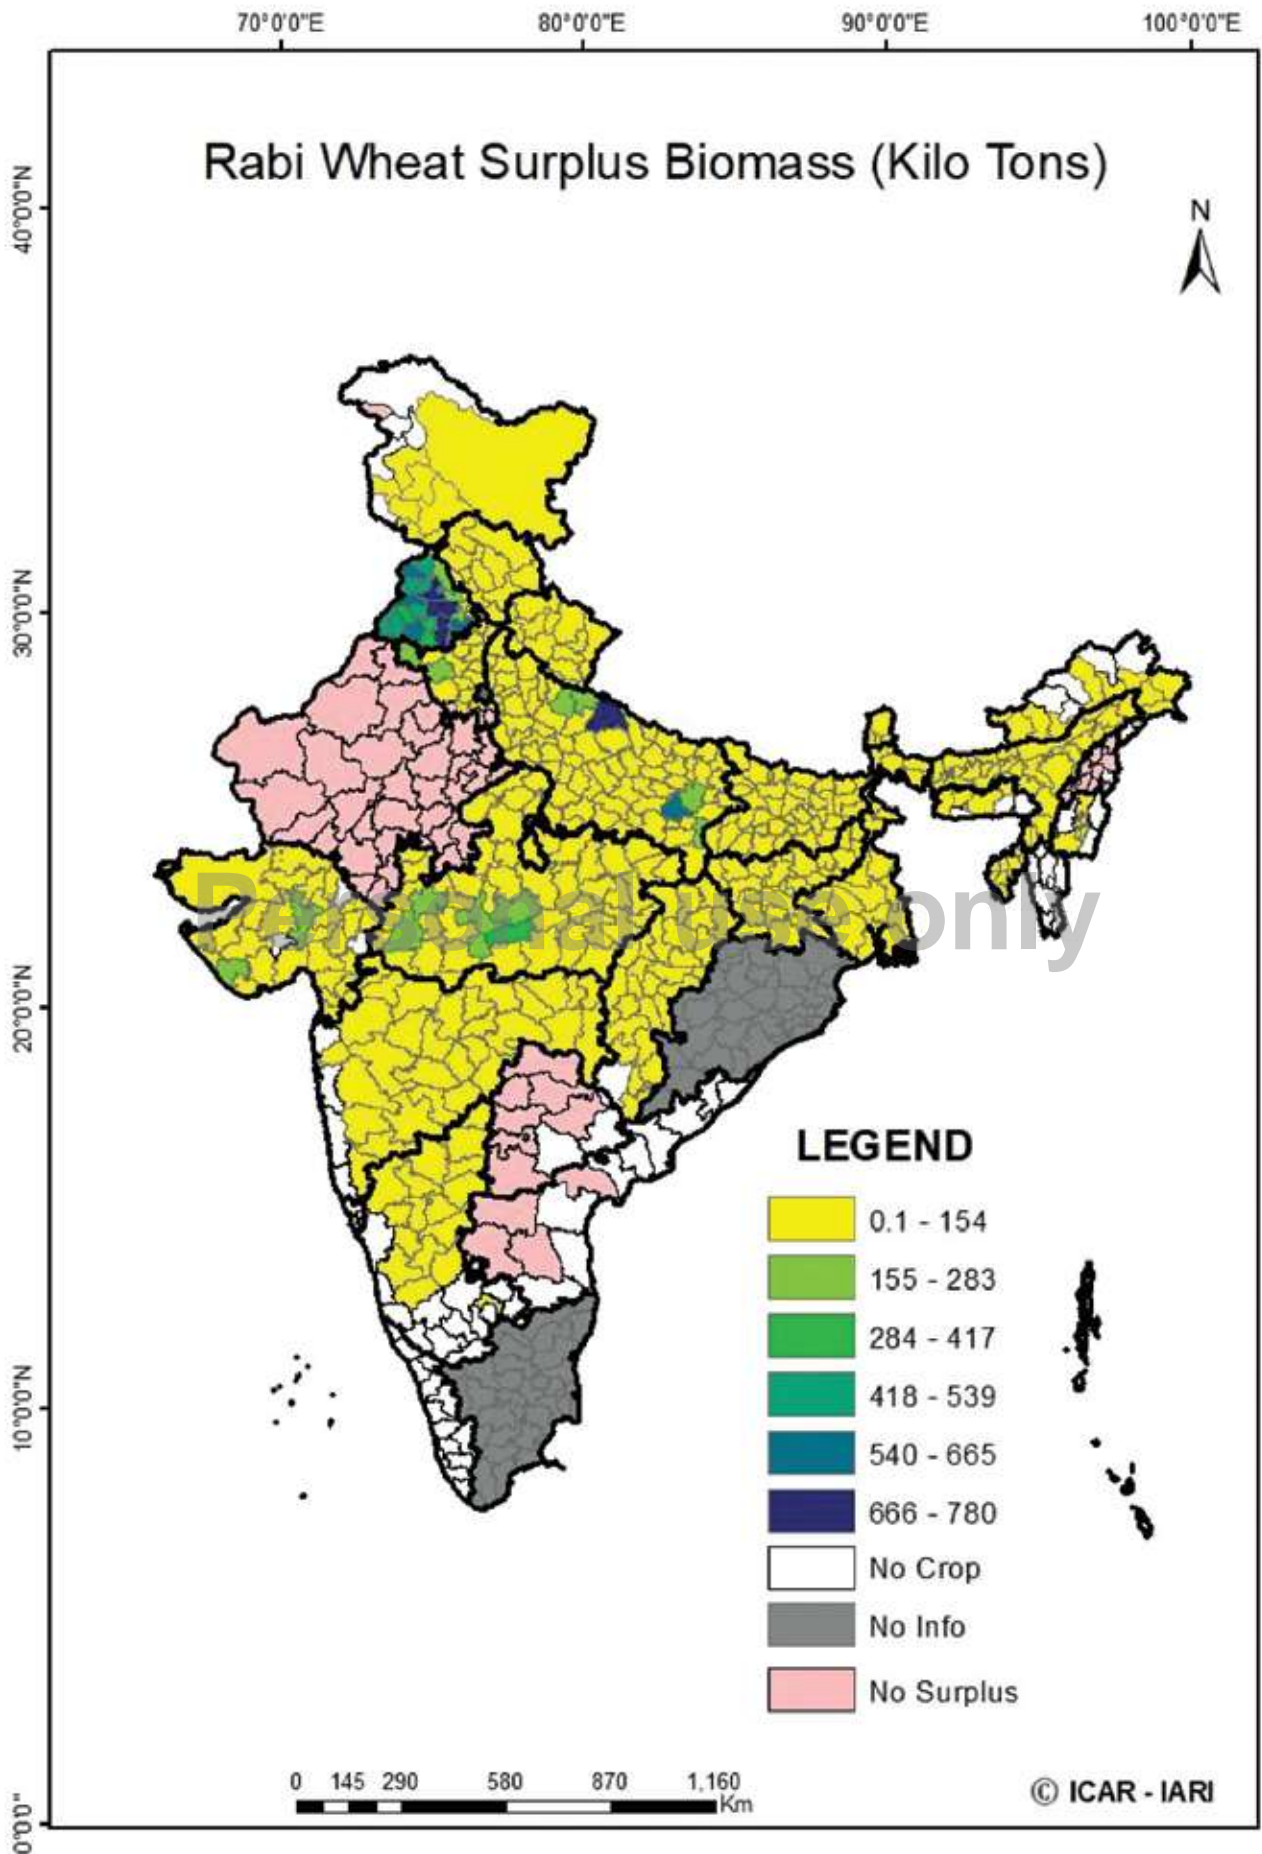 70°0'0"E 80°0'0"E 90°0'0"E 100°0'0"E
Rabi Wheat Surplus Biomass (Kilo Tons)
N
40°0'0"N
30°0'0"N
20°0'0"N
10°0'0"N
0°0'0"
Personal use only
LEGEND
0.1 - 154
155 - 283
284 - 417
418 - 539
540 - 665
666 - 780
No Crop
No Info
No Surplus
0 145 290 580 870 1,160
Km
© ICAR - IARI